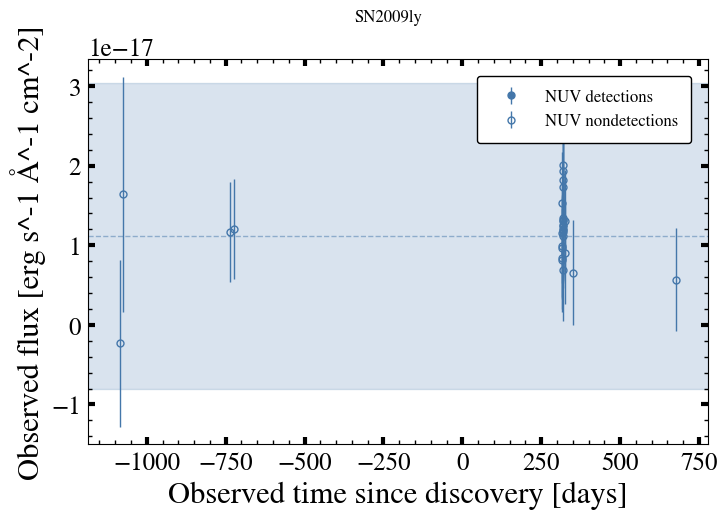 SN2009ly
1e−17
NUV detections
NUV nondetections
3
2
1
0
−1
Observed flux [erg s^-1 Å^-1 cm^-2]
−1000 −750 −500 −250 0 250 500 750
Observed time since discovery [days]